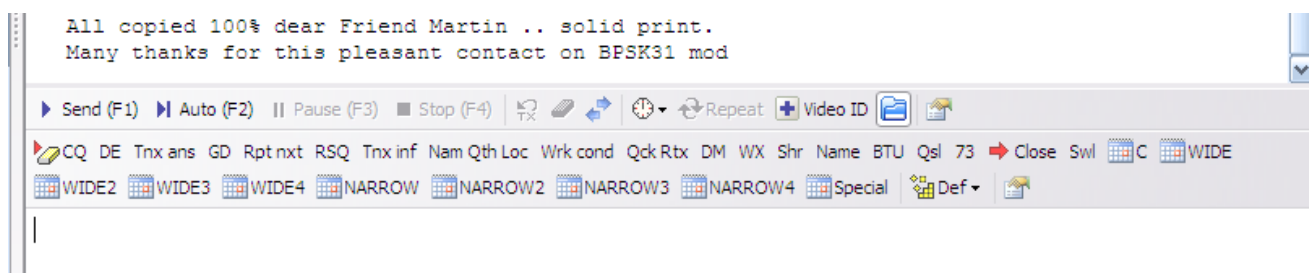 All copied 100% dear Friend Martin .. solid print.
Many thanks for this pleasant contact on BPSK31 mod
Send (F1) Auto (F2) Pause (F3) Stop (F4) TX Repeat Video ID
CQ DE Tnx ans GD Rpt nxt RSQ Tnx inf Nam Qth Loc Wrk cond Qck Rtx DM WX Shr Name BTU Qsl 73 Close Swl C WIDE
WIDE2 WIDE3 WIDE4 NARROW NARROW2 NARROW3 NARROW4 Special Def